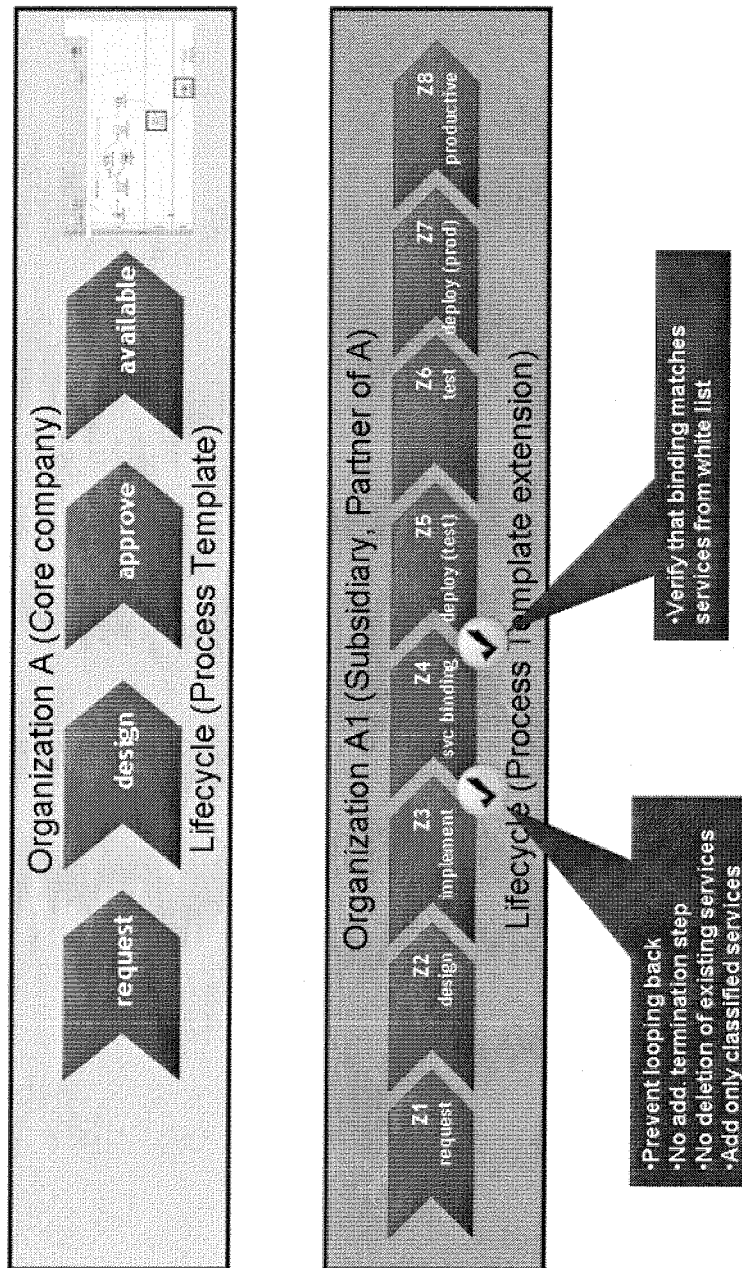 Organization A (Core company)
request
design
approve
available
Lifecycle (Process Template)
Organization A1 (Subsidiary, Partner of A)
Z1
request
Z2
design
Z3
implement
Z4
svc binding
Z5
deploy (test)
Z6
test
Z7
deploy (prod)
Z8
productive
Lifecycle (Process Template extension)
•Prevent looping back
•No add. termination step
•No deletion of existing services
•Add only classified services
•Verify that binding matches
services from white list